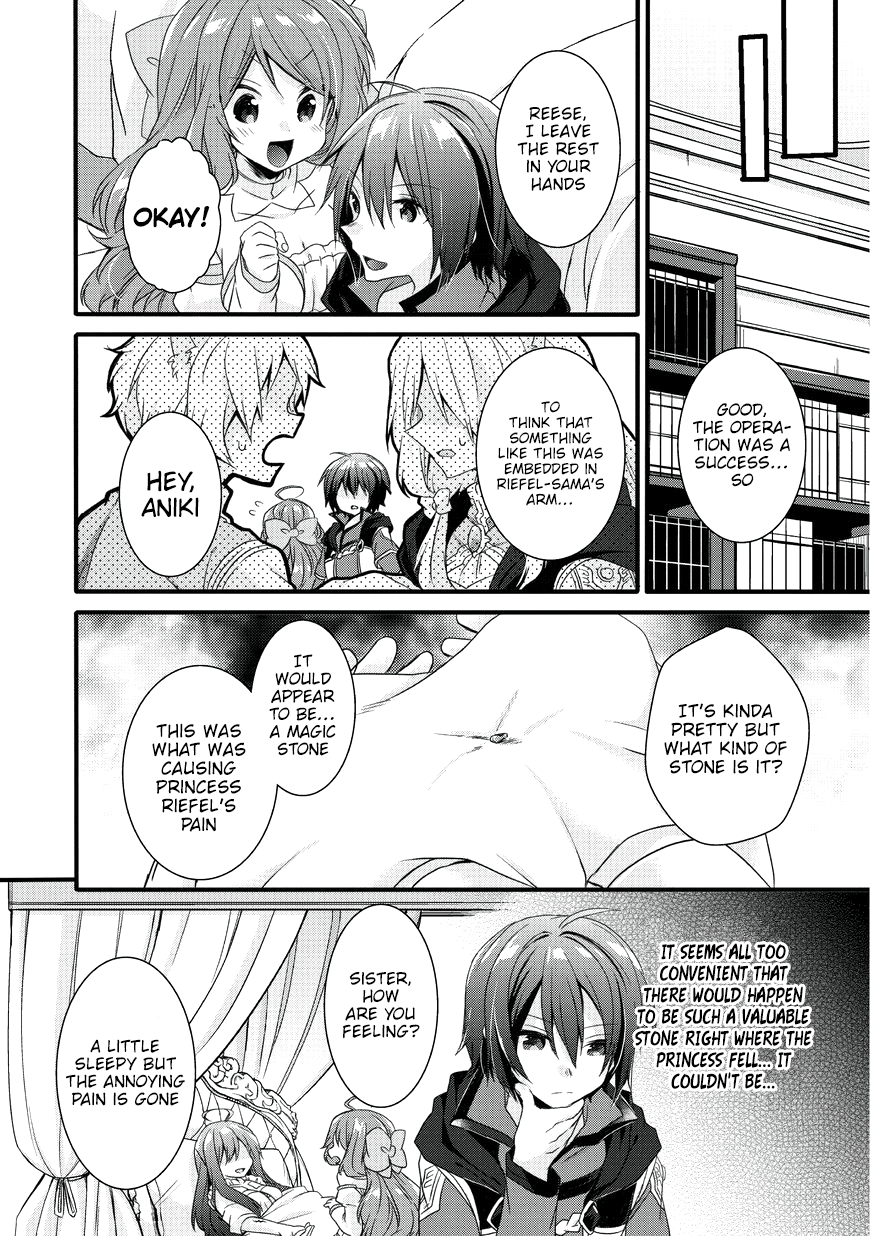 GOOD,
THE OPERA-
TION WAS A
SUCCESS...
SO
REESE,
I LEAVE
THE REST
IN YOUR
HANDS
OKAY!
TO
THINK THAT
SOMETHING
LIKE THIS WAS
EMBEDDED IN
RIEFEL-SAMA'S
ARM...
HEY,
ANIKI
IT'S KINDA
PRETTY BUT
WHAT KIND OF
STONE IS IT?
IT
WOULD
APPEAR
TO BE...
A MAGIC
STONE
THIS WAS
WHAT WAS
CAUSING
PRINCESS
RIEFEL'S
PAIN
IT SEEMS ALL TOO
CONVENIENT THAT
THERE WOULD HAPPEN
TO BE SUCH A VALUABLE
STONE RIGHT WHERE THE
PRINCESS FELL... IT
COULDN'T BE...
SISTER,
HOW
ARE YOU
FEELING?
A LITTLE
SLEEPY BUT
THE ANNOYING
PAIN IS GONE